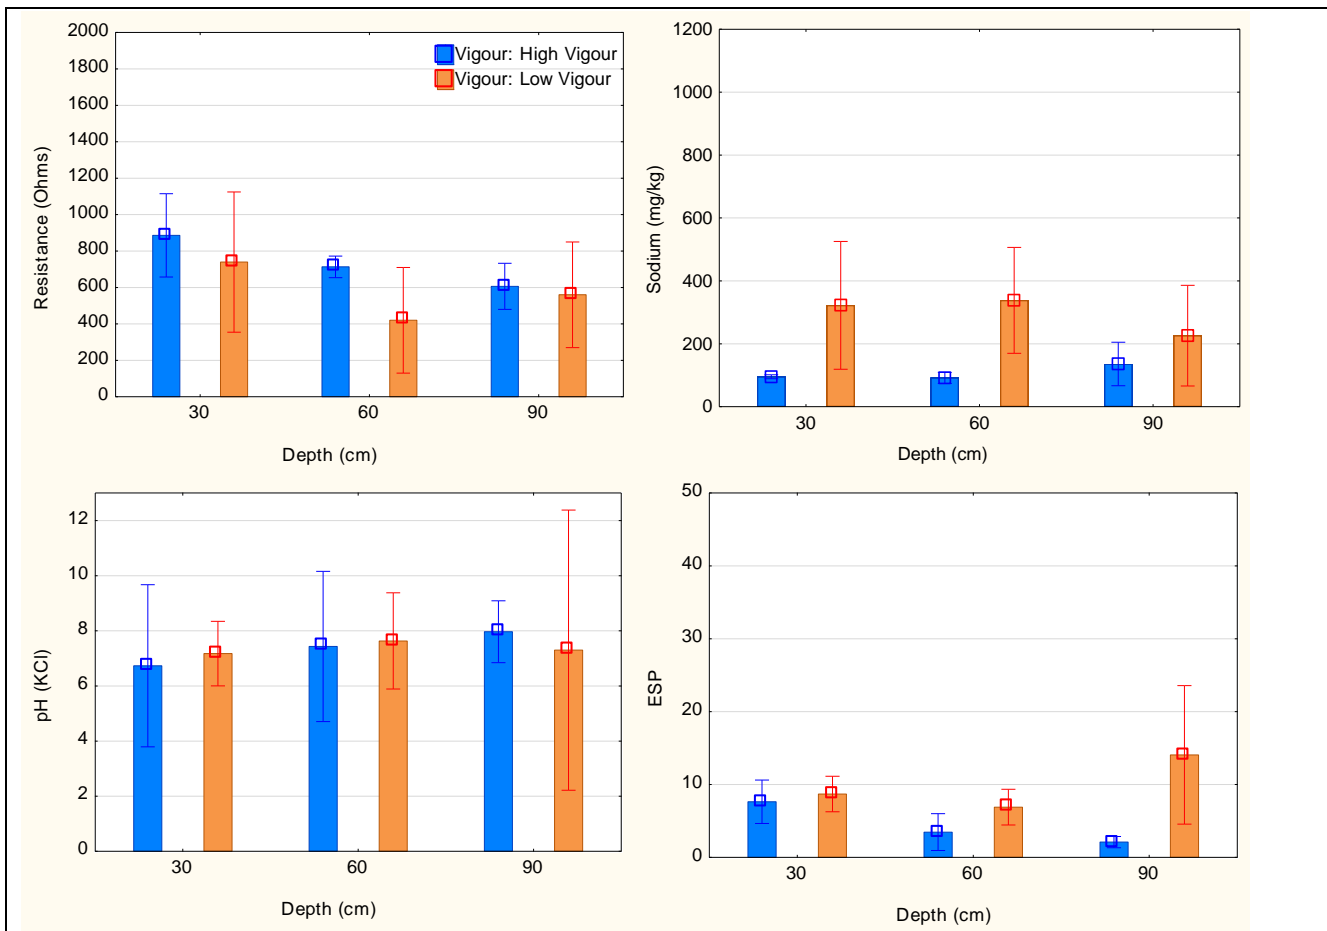 2000
1800
1600
1400
1200
1000
800
600
400
200
0
Resistance (Ohms)
Vigour: High Vigour
Vigour: Low Vigour
30 60 90
Depth (cm)
1200
1000
800
600
400
200
0
Sodium (mg/kg)
30 60 90
Depth (cm)
12
10
8
6
4
2
0
pH (KCl)
30 60 90
Depth (cm)
50
40
30
20
10
0
ESP
30 60 90
Depth (cm)